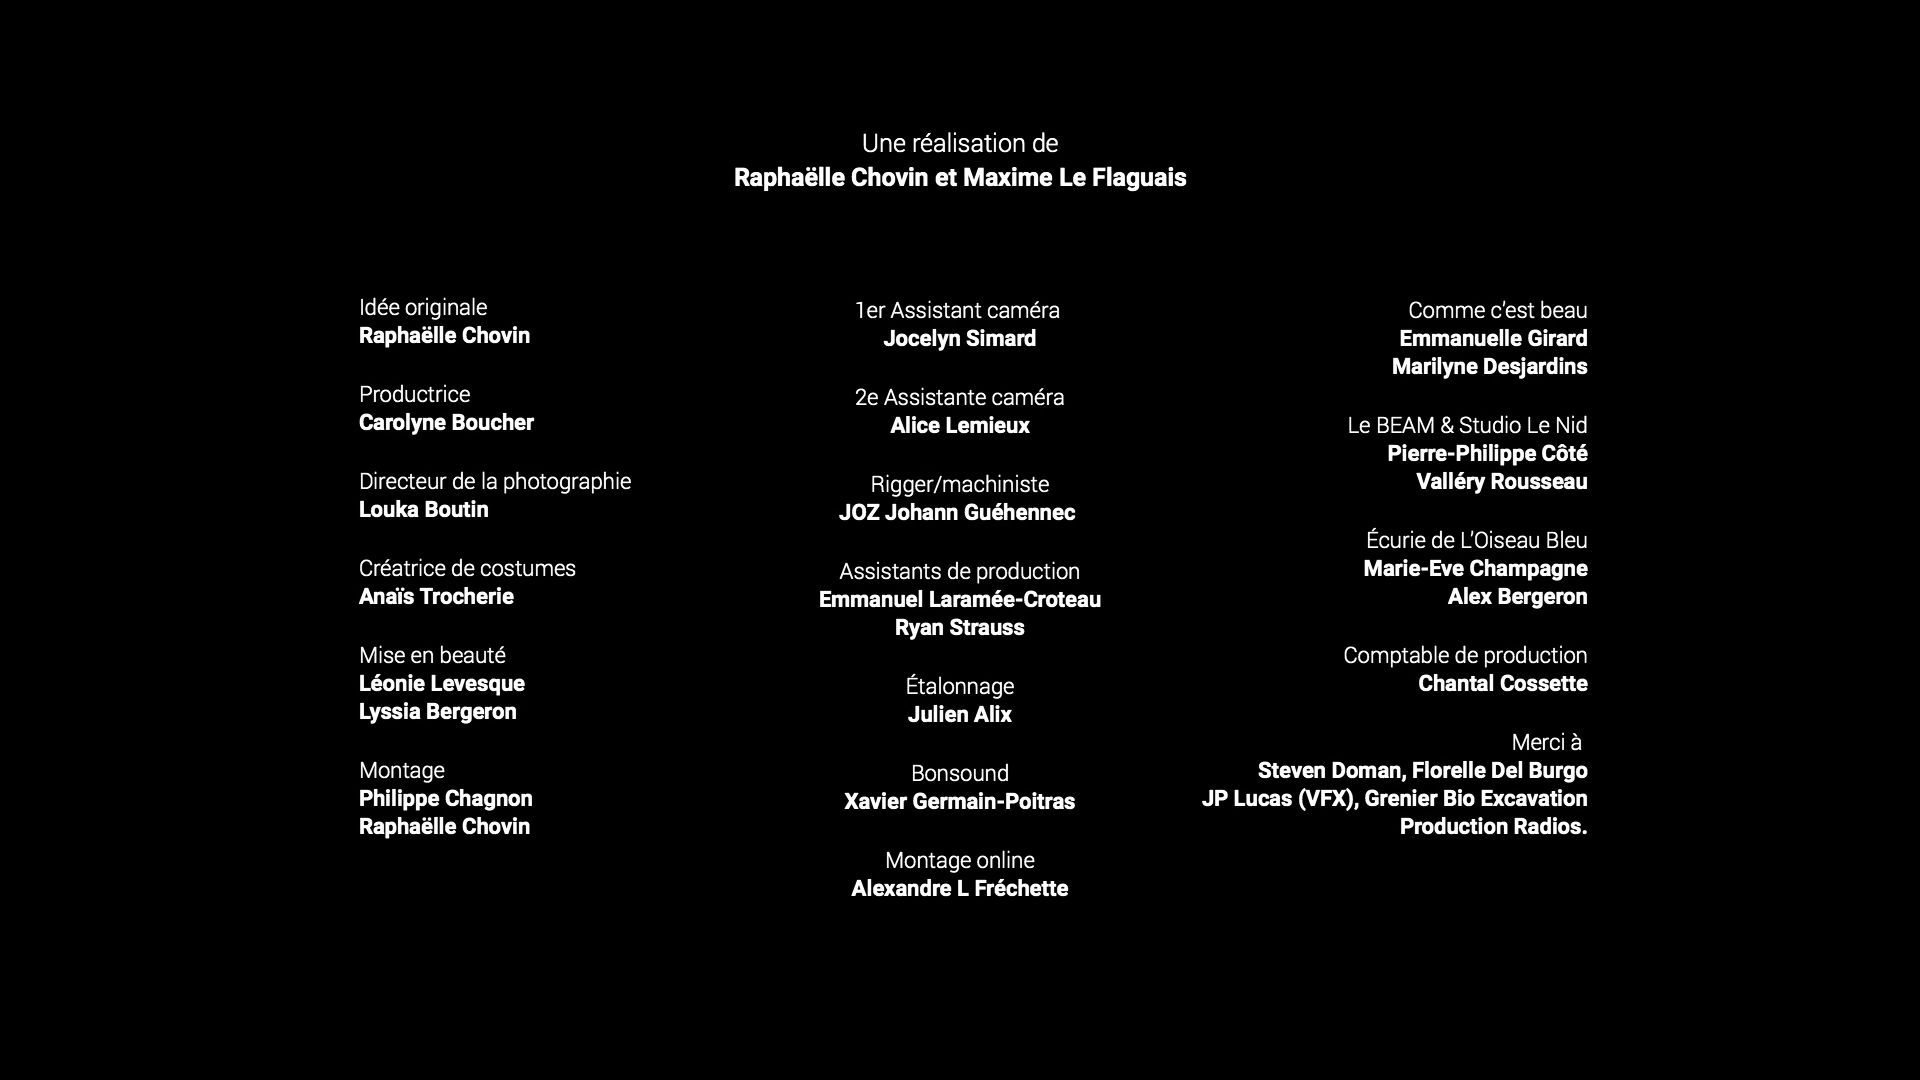 Une réalisation de
Raphaëlle Chovin et Maxime Le Flaguais
Idée originale
Raphaëlle Chovin
Productrice
Carolyne Boucher
Directeur de la photographie
Louka Boutin
Créatrice de costumes
Anaïs Trocherie
Mise en beauté
Léonie Levesque
Lyssia Bergeron
Montage
Philippe Chagnon
Raphaëlle Chovin
1er Assistant caméra
Jocelyn Simard
2e Assistante caméra
Alice Lemieux
Rigger/machiniste
JOZ Johann Guéhennec
Assistants de production
Emmanuel Laramée-Croteau
Ryan Strauss
Étalonnage
Julien Alix
Bonsound
Xavier Germain-Poitras
Montage online
Alexandre L Fréchette
Comme c’est beau
Emmanuelle Girard
Marilyne Desjardins
Le BEAM & Studio Le Nid
Pierre-Philippe Côté
Valléry Rousseau
Écurie de L’Oiseau Bleu
Marie-Eve Champagne
Alex Bergeron
Comptable de production
Chantal Cossette
Merci à
Steven Doman, Florelle Del Burgo
JP Lucas (VFX), Grenier Bio Excavation
Production Radios.